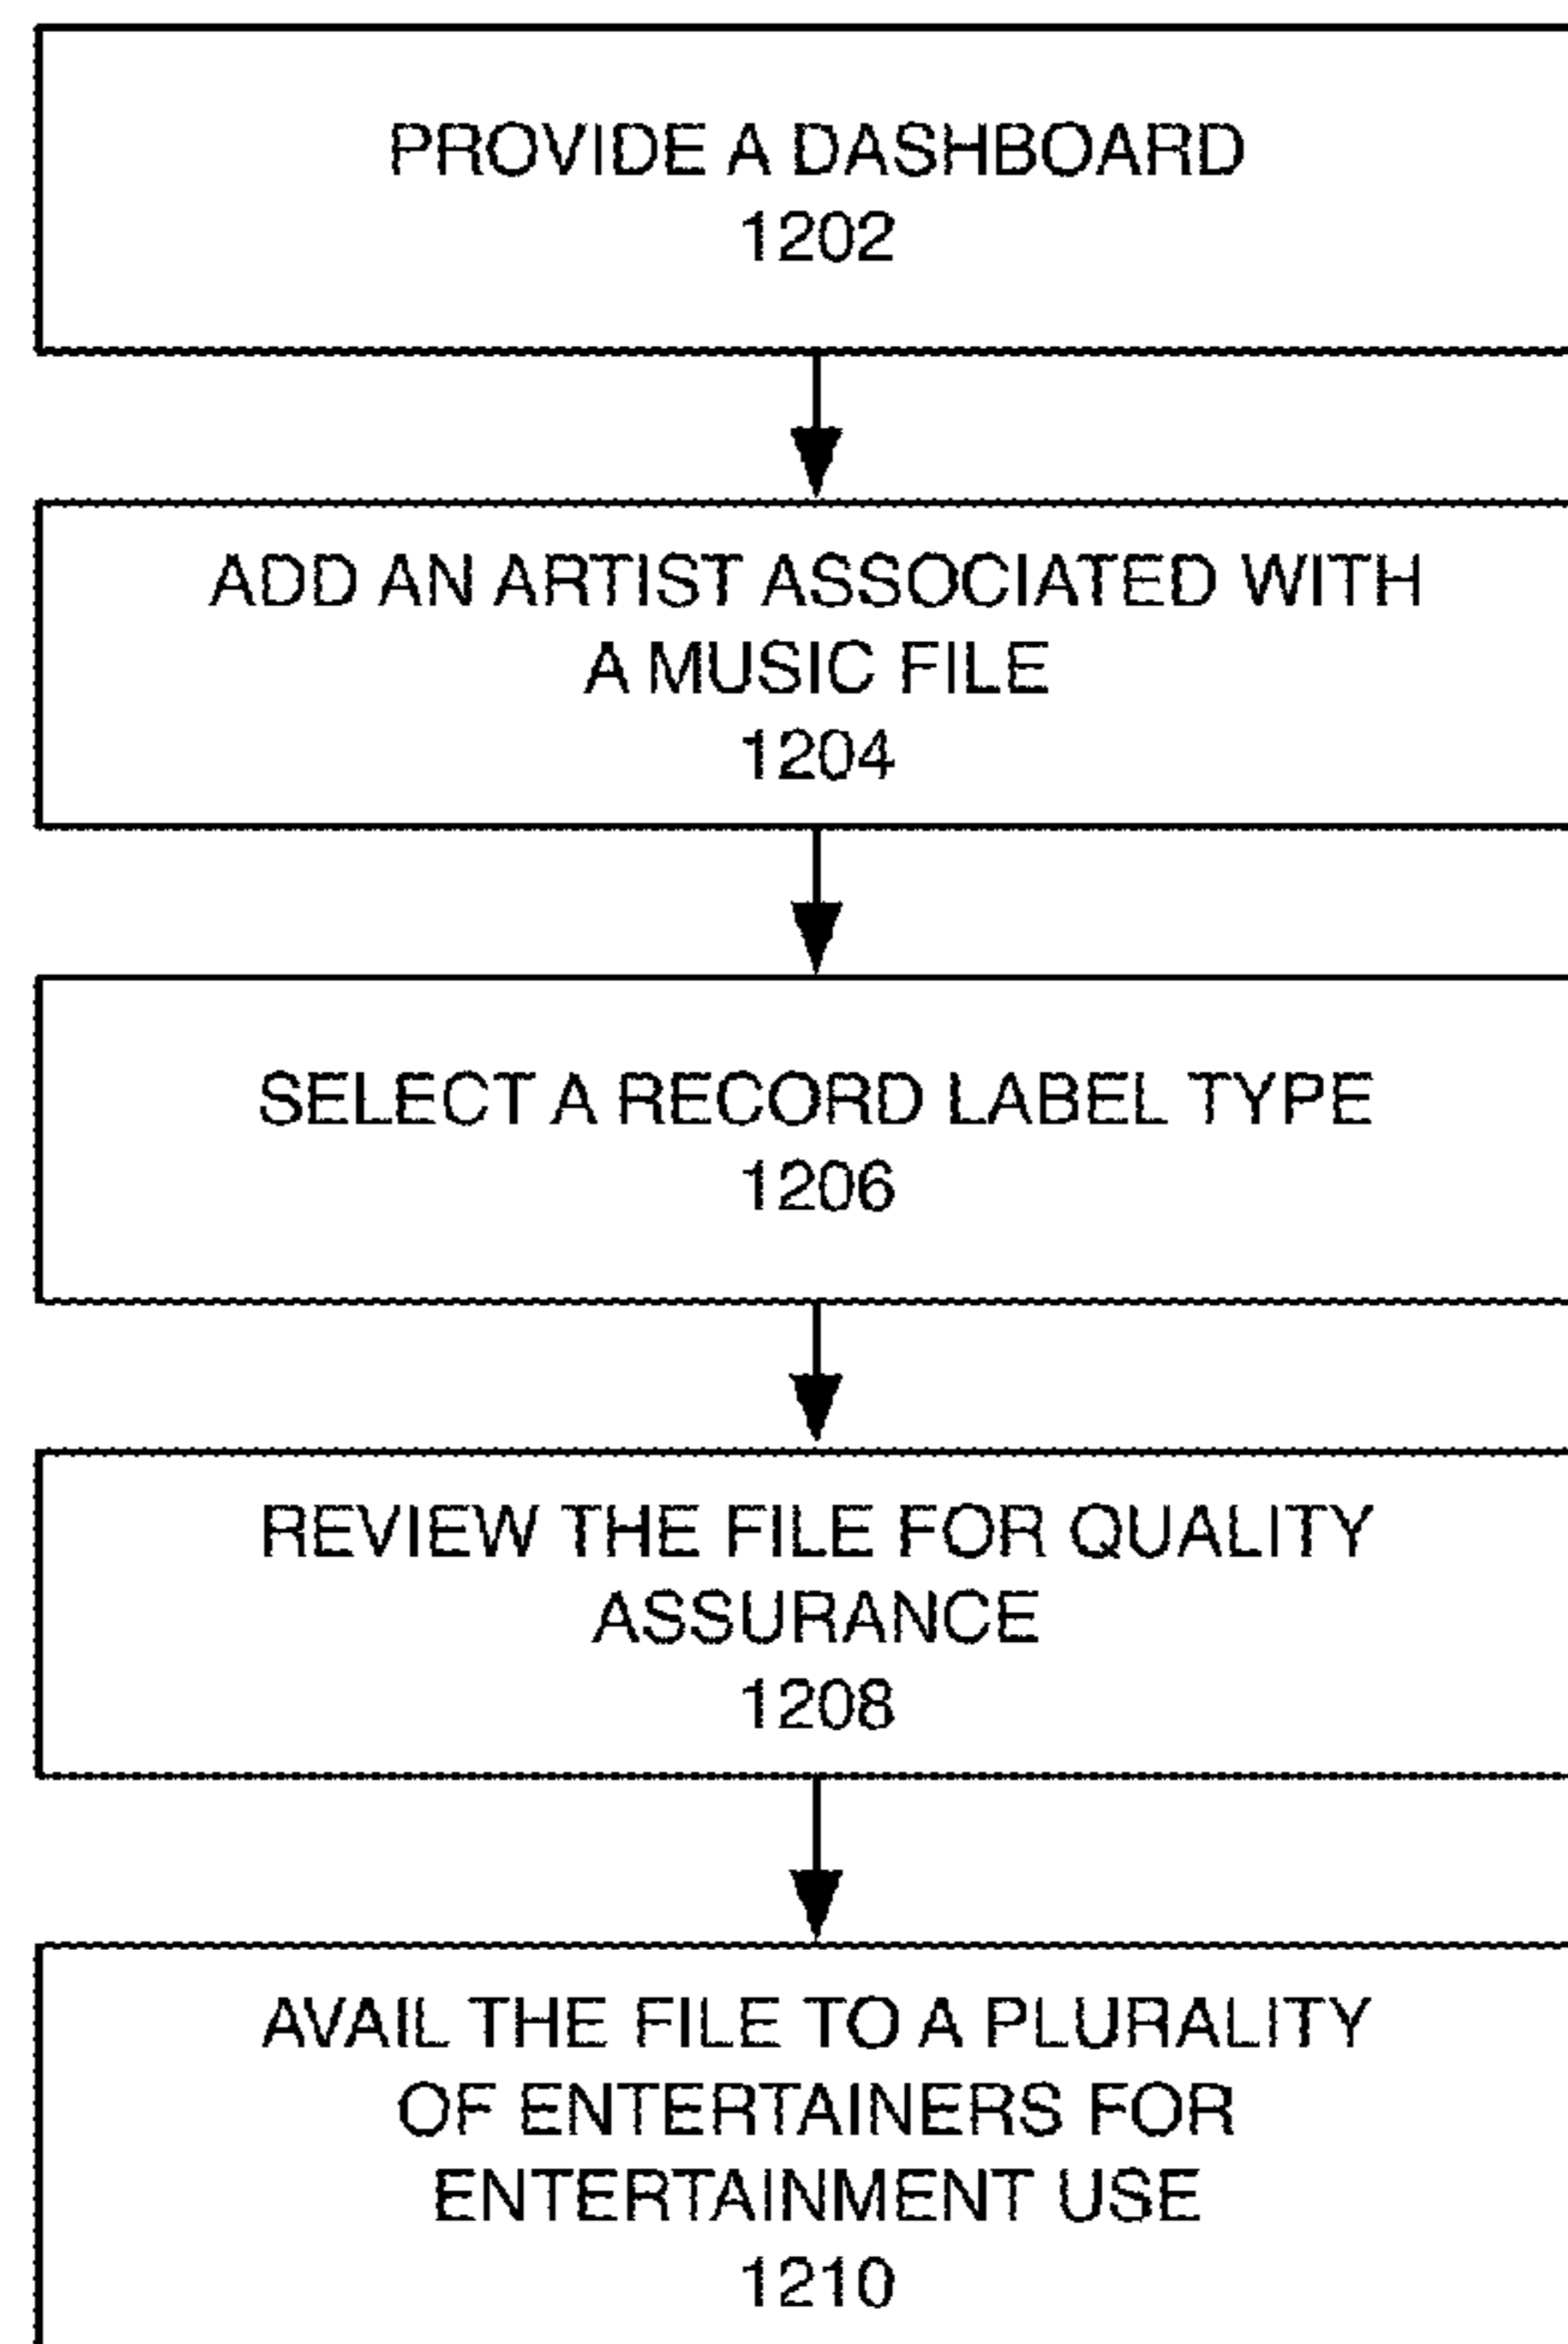 PROVIDE A DASHBOARD
1202
ADD AN ARTIST ASSOCIATED WITH
A MUSIC FILE
1204
SELECT A RECORD LABEL TYPE
1206
REVIEW THE FILE FOR QUALITY
ASSURANCE
1208
AVAIL THE FILE TO A PLURALITY
OF ENTERTAINERS FOR
ENTERTAINMENT USE
1210